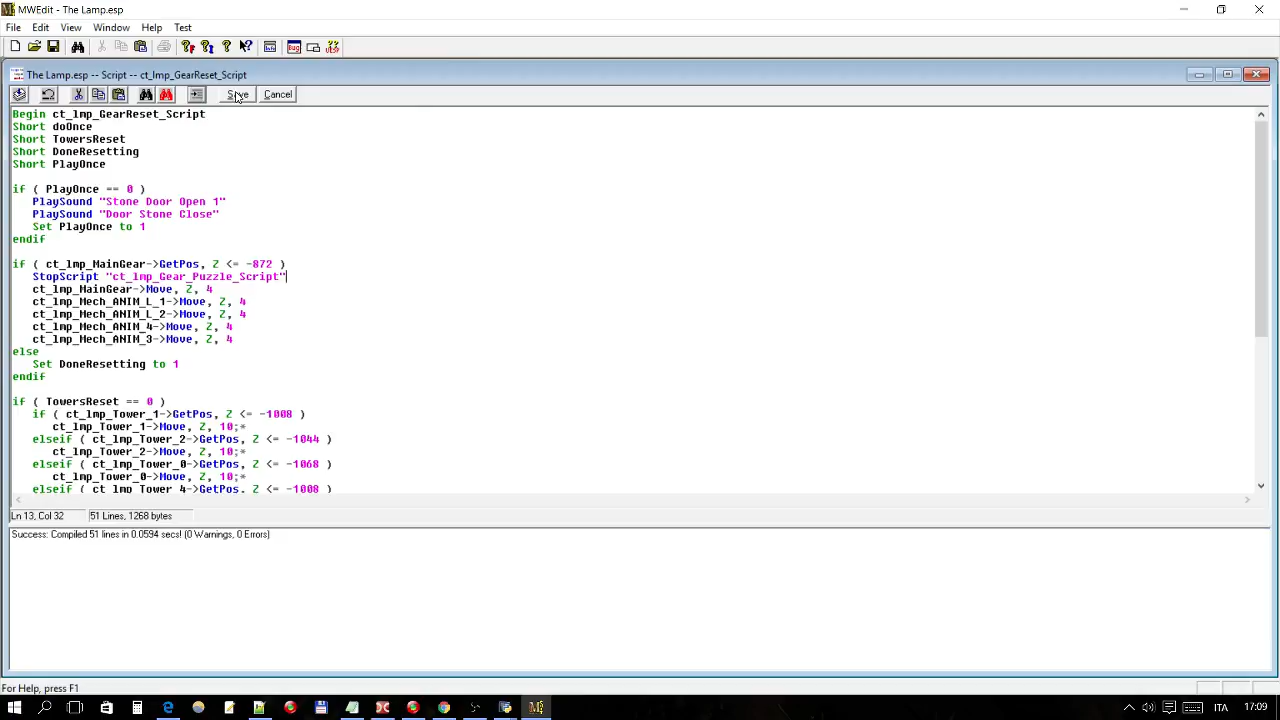 MWEdit - The Lamp.esp
File Edit View Window Help Test
The Lamp.esp -- Script -- ct_lmp_GearReset_Script
Save Cancel
Begin ct_lmp_GearReset_Script
Short doOnce
Short TowersReset
Short DoneResetting
Short PlayOnce
if ( PlayOnce == 0 )
PlaySound "Stone Door Open 1"
PlaySound "Door Stone Close"
Set PlayOnce to 1
endif
if ( ct_lmp_MainGear->GetPos, Z <= -872 )
StopScript "ct_lmp_Gear_Puzzle_Script"
ct_lmp_MainGear->Move, Z, 4
ct_lmp_Mech_ANIM_L_1->Move, Z, 4
ct_lmp_Mech_ANIM_L_2->Move, Z, 4
ct_lmp_Mech_ANIM_4->Move, Z, 4
ct_lmp_Mech_ANIM_3->Move, Z, 4
else
Set DoneResetting to 1
endif
if ( TowersReset == 0 )
if ( ct_lmp_Tower_1->GetPos, Z <= -1008 )
ct_lmp_Tower_1->Move, Z, 10;*
elseif ( ct_lmp_Tower_2->GetPos, Z <= -1044 )
ct_lmp_Tower_2->Move, Z, 10;*
elseif ( ct_lmp_Tower_0->GetPos, Z <= -1068 )
ct_lmp_Tower_0->Move, Z, 10;*
elseif ( ct_lmp_Tower_4->GetPos, Z <= -1008 )
Ln 13, Col 32 51 Lines, 1268 bytes
Success: Compiled 51 lines in 0.0594 secs! (0 Warnings, 0 Errors)
For Help, press F1
ITA 17:09